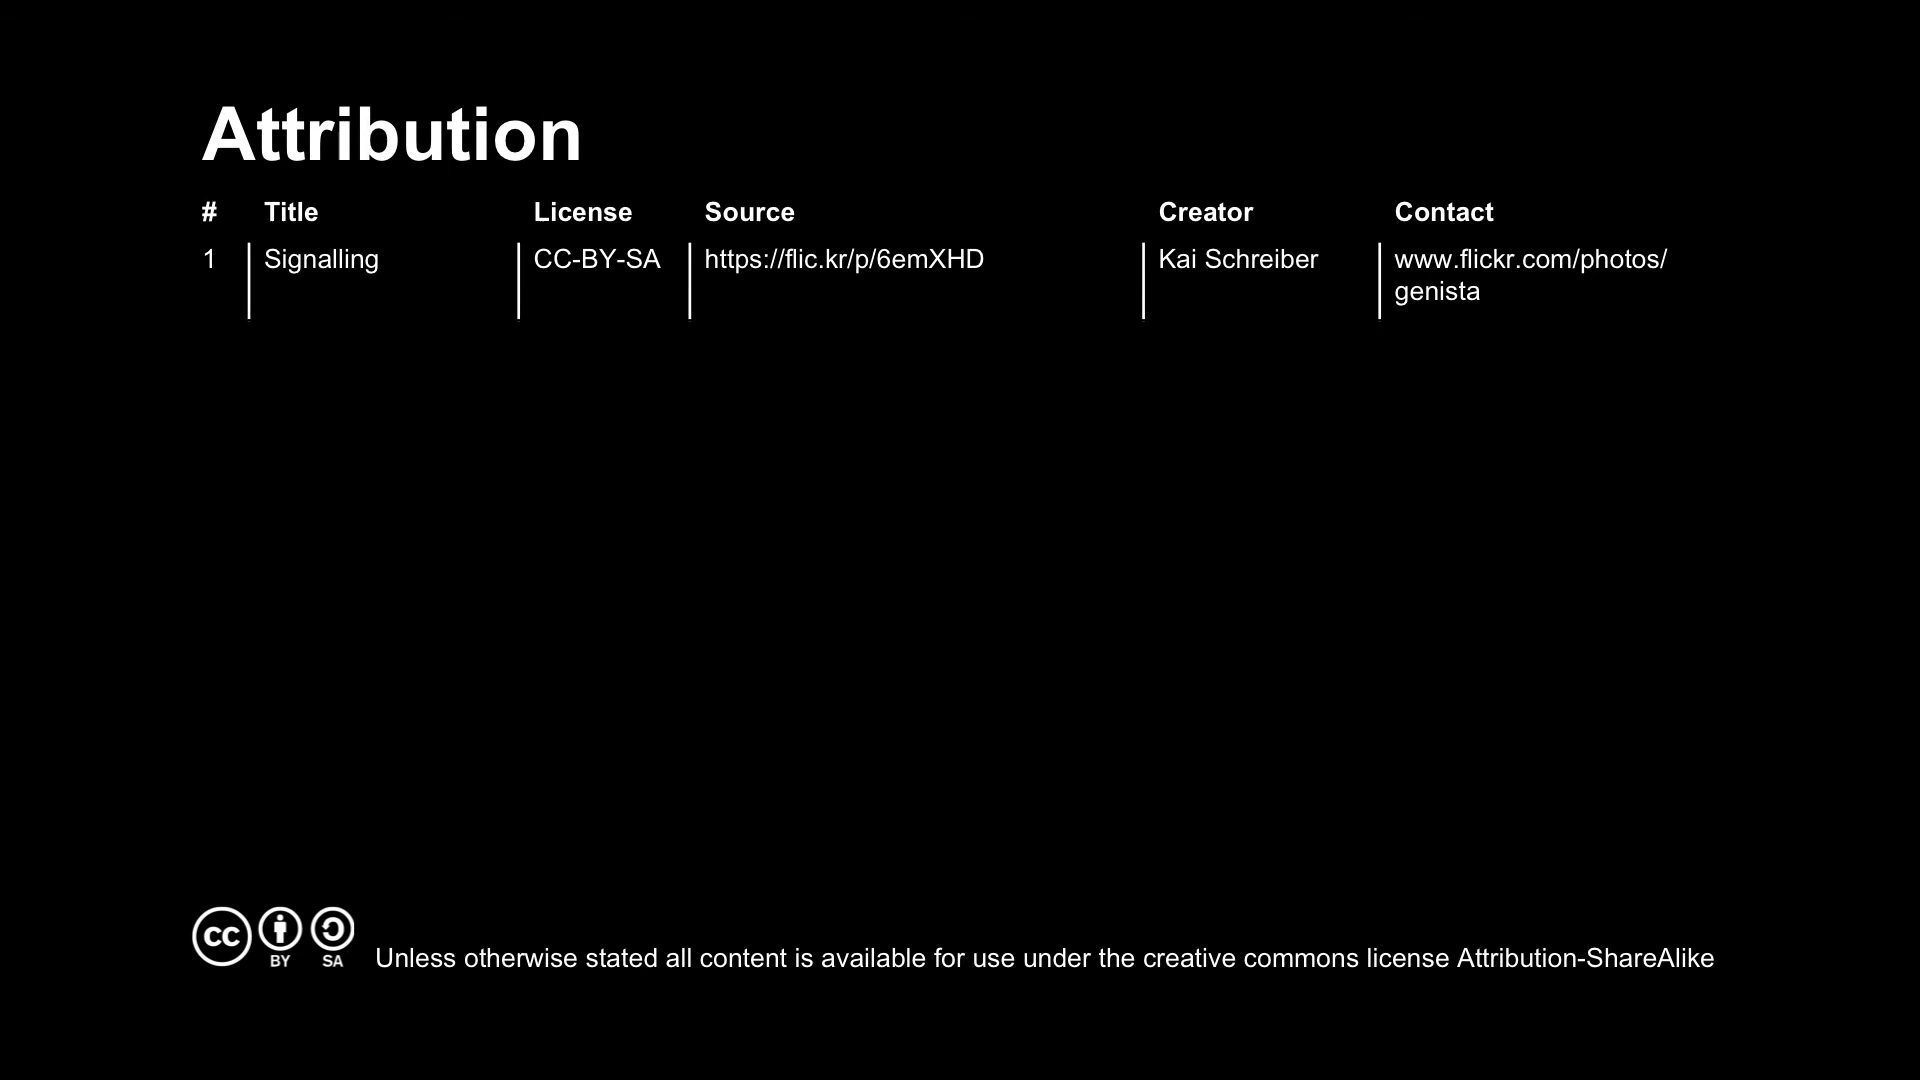 Attribution
# Title License Source Creator Contact
1 Signalling CC-BY-SA https://flic.kr/p/6emXHD Kai Schreiber www.flickr.com/photos/
genista
cc BY SA Unless otherwise stated all content is available for use under the creative commons license Attribution-ShareAlike